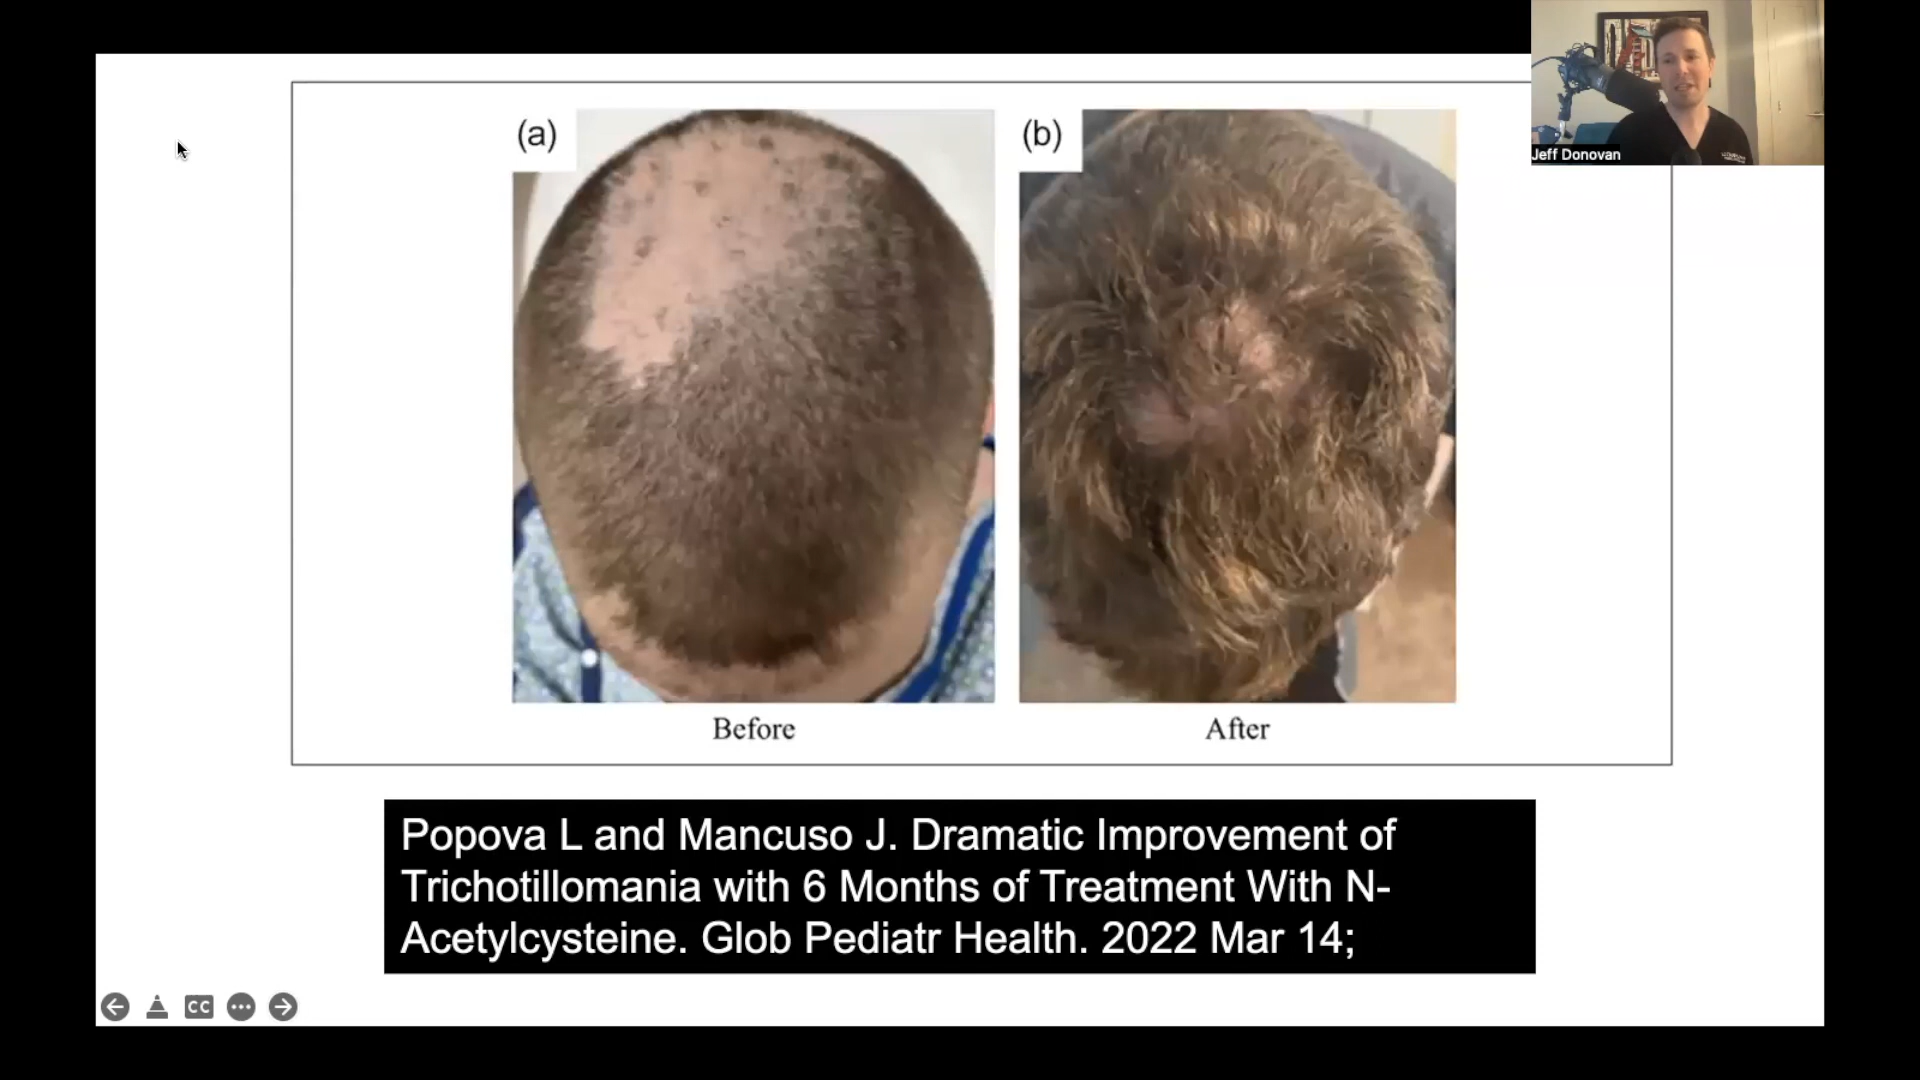 (a)
(b)
Jeff Donovan
Before
After
Popova L and Mancuso J. Dramatic Improvement of
Trichotillomania with 6 Months of Treatment With N-
Acetylcysteine. Glob Pediatr Health. 2022 Mar 14;
CC